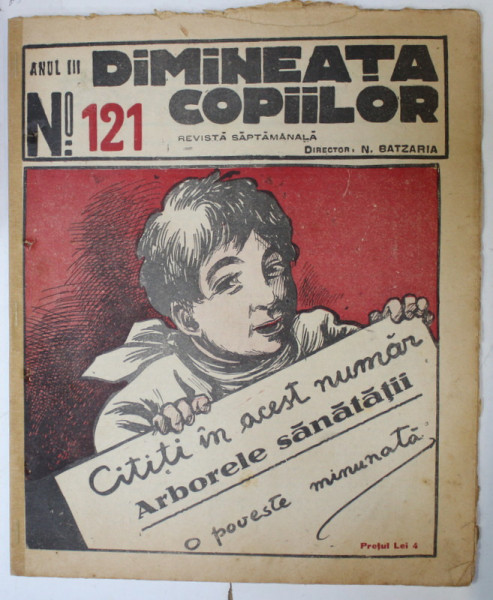 ANUL III
DIMINEAȚA
COPIILOR
No: 121
REVISTĂ SĂPTĂMÂNALĂ
DIRECTOR: N. BATZARIA
Citiți în acest număr
Arborele sănătății
o poveste minunată
Prețul Lei 4